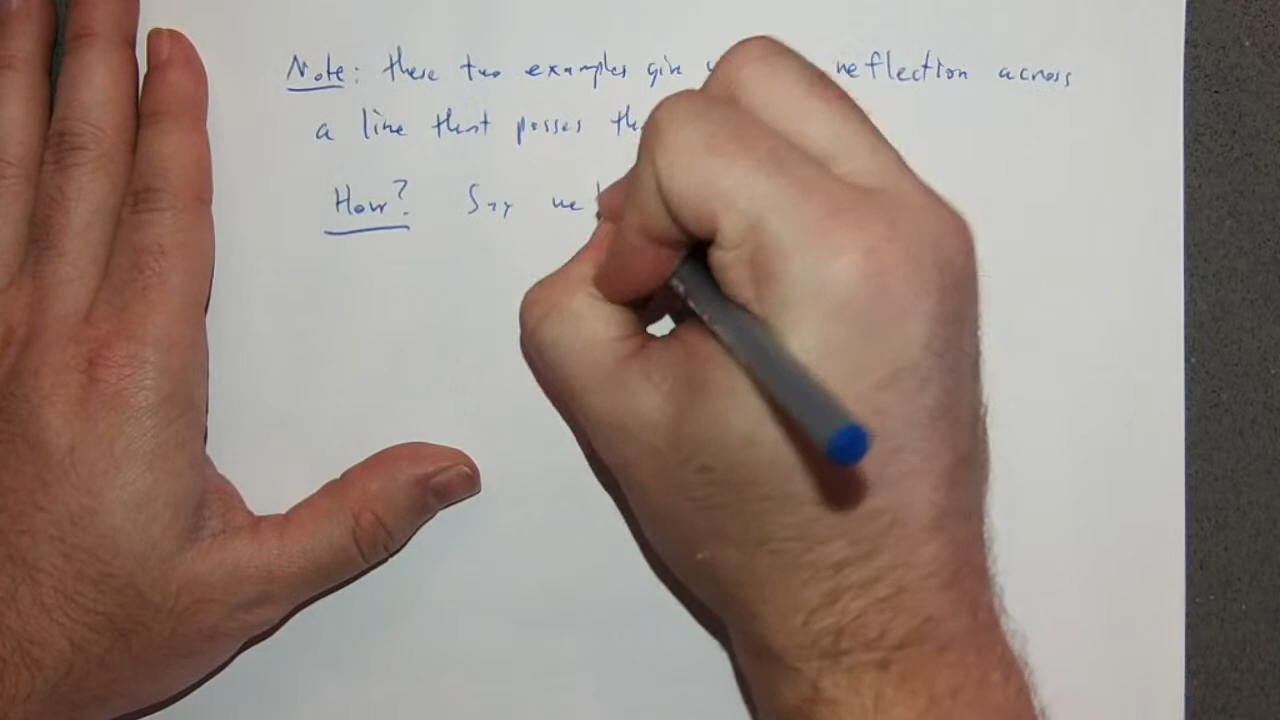 Note: these two examples give reflection across
a line that passes
How? Say we